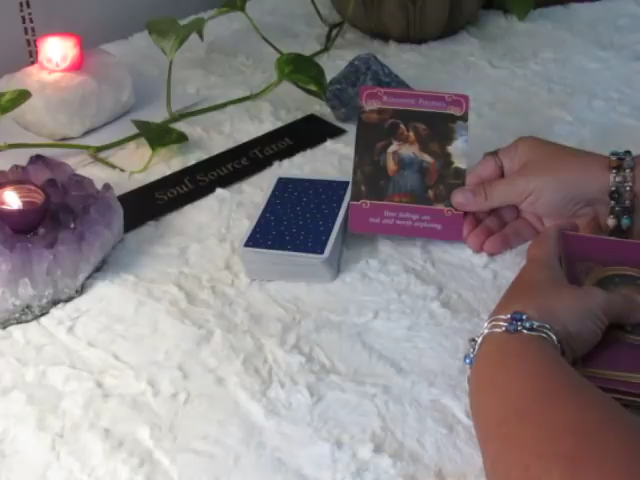 Romantic Feelings
Soul Source Tarot
Your feelings are
real and worth exploring.